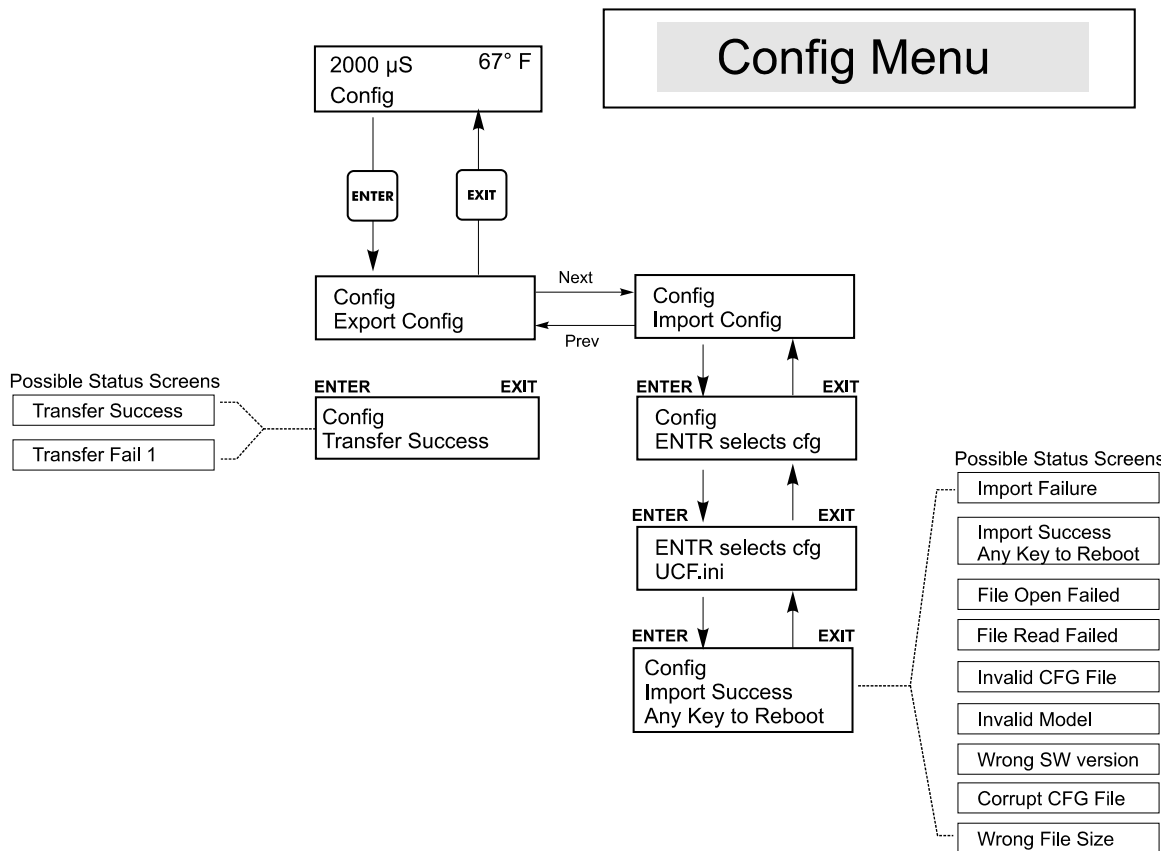 Config Menu
2000 µS 67° F
Config
ENTER
EXIT
Config
Export Config
Next
Prev
Config
Import Config
Possible Status Screens
Transfer Success
Transfer Fail 1
ENTER EXIT
Config
Transfer Success
ENTER EXIT
Config
ENTR selects cfg
ENTER EXIT
ENTR selects cfg
UCF.ini
ENTER EXIT
Config
Import Success
Any Key to Reboot
Possible Status Screens
Import Failure
Import Success
Any Key to Reboot
File Open Failed
File Read Failed
Invalid CFG File
Invalid Model
Wrong SW version
Corrupt CFG File
Wrong File Size